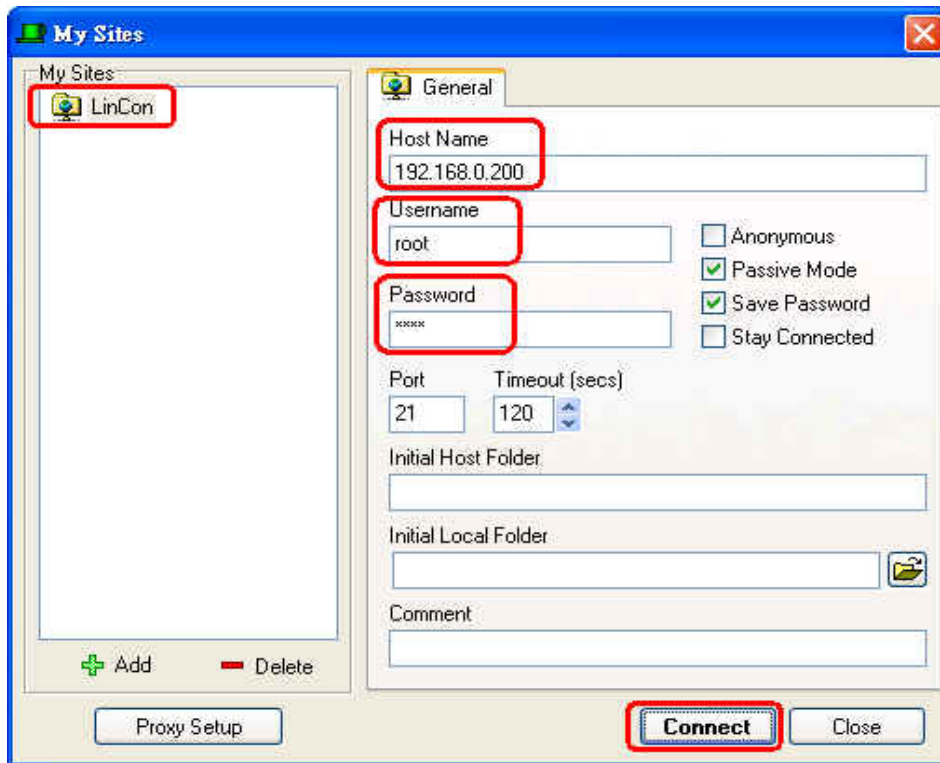 My Sites
My Sites
LinCon
General
Host Name
192.168.0.200
Username
root
Anonymous
Passive Mode
Password
Save Password
****
Stay Connected
Port Timeout (secs)
21 120
Initial Host Folder
Initial Local Folder
Comment
Add Delete
Proxy Setup Connect Close